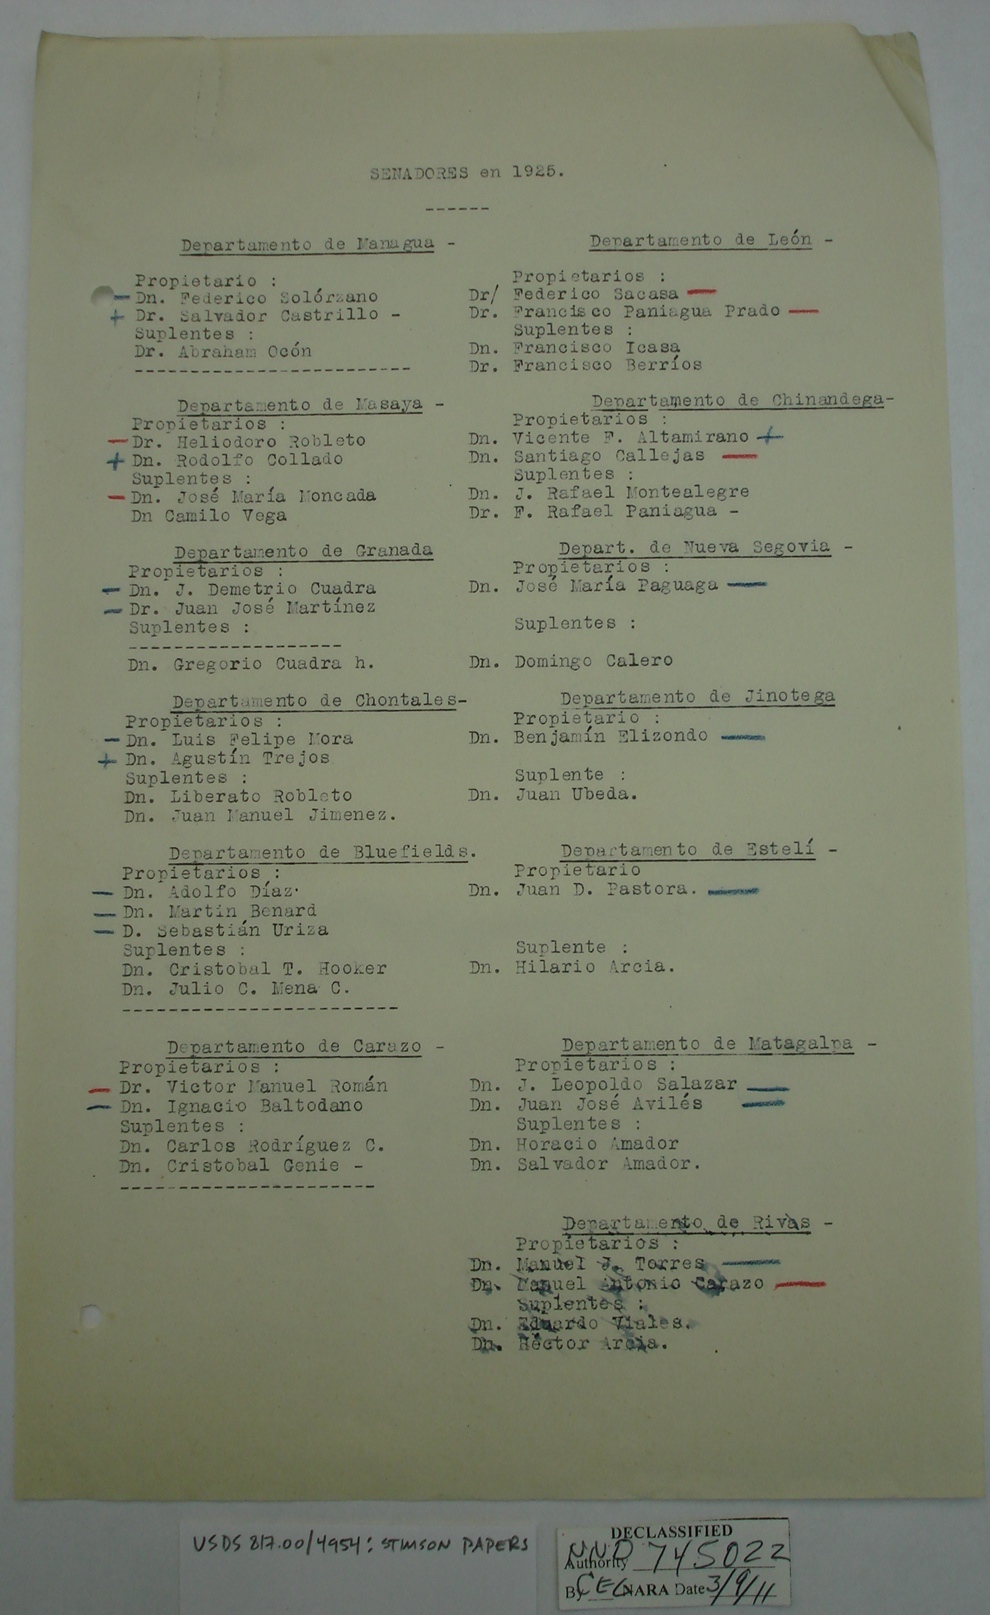 SENADORES en 1925.
------
Departamento de Managua -
Propietario :
Dn. Federico Solórzano
Dr. Salvador Castrillo -
Suplentes :
Dr. Abraham Ocón
Departamento de Masaya -
Propietarios :
Dr. Heliodoro Robleto
Dn. Rodolfo Collado
Suplentes :
Dn. José María Moncada
Dn Camilo Vega
Departamento de Granada
Propietarios :
Dn. J. Demetrio Cuadra
Dr. Juan José Martínez
Suplentes :
Dn. Gregorio Cuadra h.
Departamento de Chontales-
Propietarios :
Dn. Luis Felipe Mora
Dn. Agustín Trejos
Suplentes :
Dn. Liberato Robleto
Dn. Juan Manuel Jimenez.
Departamento de Bluefields.
Propietarios :
Dn. Adolfo Díaz.
Dn. Martin Benard
D. Sebastián Uriza
Suplentes :
Dn. Cristobal T. Hooker
Dn. Julio C. Mena C.
Departamento de Carazo -
Propietarios :
Dr. Victor Manuel Román
Dn. Ignacio Baltodano
Suplentes :
Dn. Carlos Rodríguez C.
Dn. Cristobal Genie -
Departamento de León -
Propietarios :
Dr/ Federico Sacasa
Dr. Francisco Paniagua Prado
Suplentes :
Dn. Francisco Icasa
Dr. Francisco Berríos
Departamento de Chinandega-
Propietarios :
Dn. Vicente F. Altamirano
Dn. Santiago Callejas
Suplentes :
Dn. J. Rafael Montealegre
Dr. F. Rafael Paniagua -
Depart. de Nueva Segovia -
Propietarios :
Dn. José María Paguaga
Suplentes :
Dn. Domingo Calero
Departamento de Jinotega
Propietario :
Dn. Benjamín Elizondo
Suplente :
Dn. Juan Ubeda.
Departamento de Estelí -
Propietario
Dn. Juan D. Pastora.
Suplente :
Dn. Hilario Arcia.
Departamento de Matagalpa -
Propietarios :
Dn. J. Leopoldo Salazar
Dn. Juan José Avilés
Suplentes :
Dn. Horacio Amador
Dn. Salvador Amador.
Departamento de Rivas -
Propietarios :
Dn. Manuel J. Torres
Dn. Manuel Antonio Carazo
Suplentes :
Dn. Eduardo Viales.
Dn. Héctor Arcia.
USDS 817.00/4954: STIMSON PAPERS
DECLASSIFIED
Authority NND 745022
By CEC NARA Date 3/9/11